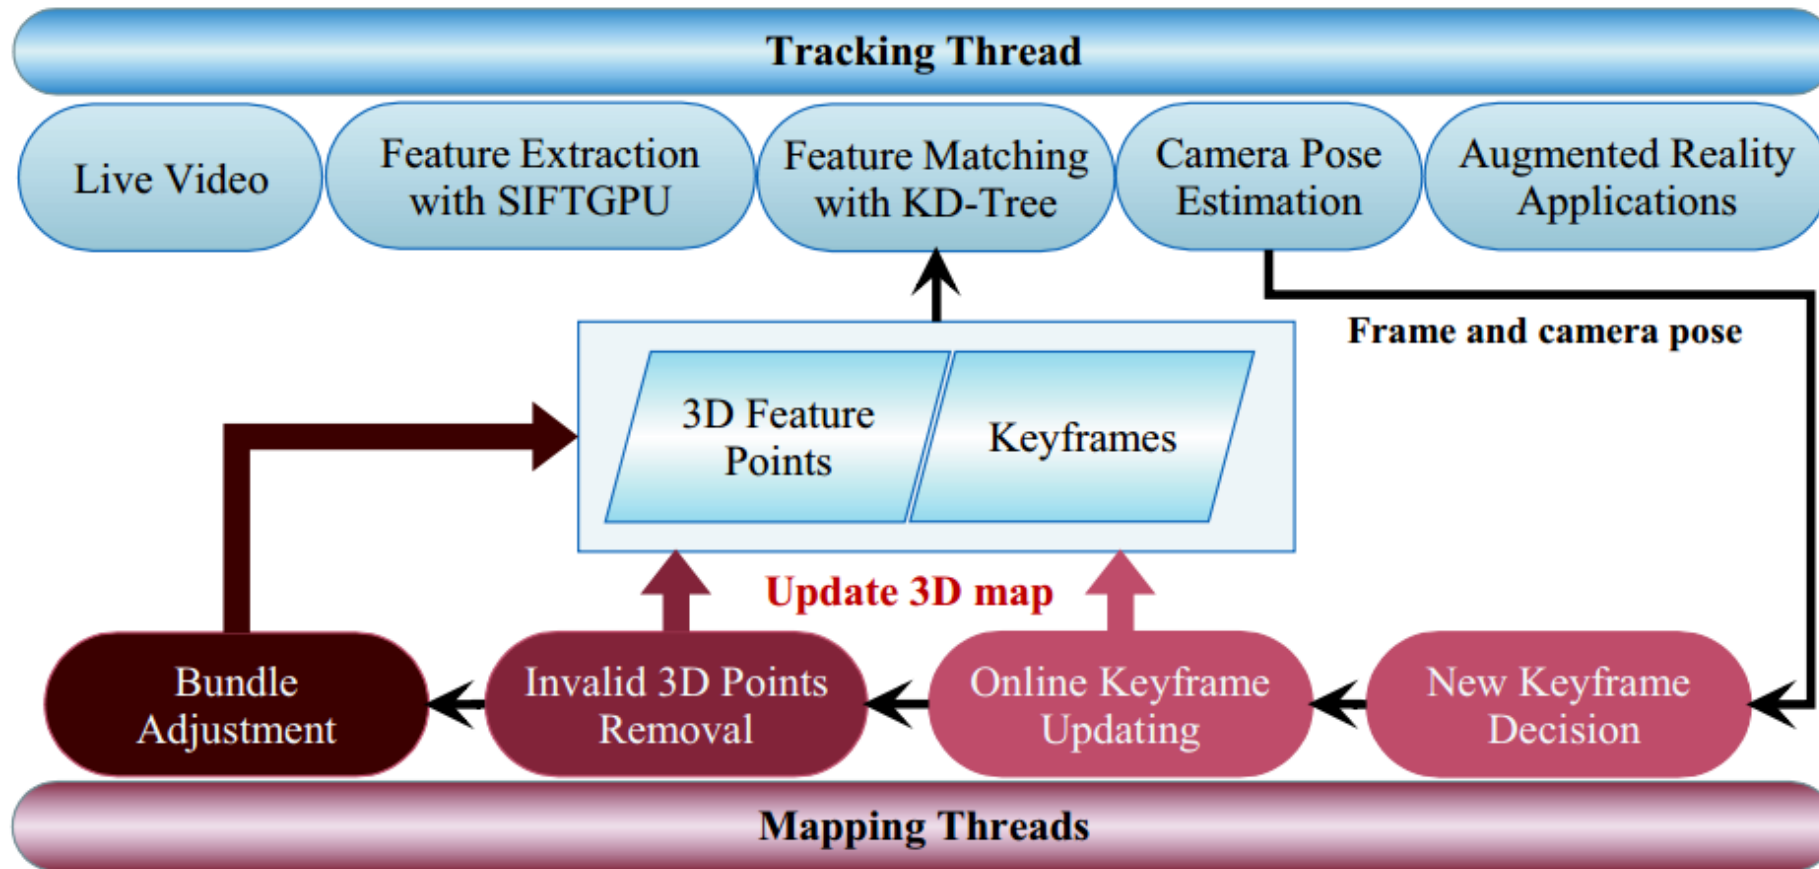 Tracking Thread
Live Video
Feature Extraction
with SIFTGPU
Feature Matching
with KD-Tree
Camera Pose
Estimation
Augmented Reality
Applications
Frame and camera pose
3D Feature
Points
Keyframes
Update 3D map
Bundle
Adjustment
Invalid 3D Points
Removal
Online Keyframe
Updating
New Keyframe
Decision
Mapping Threads